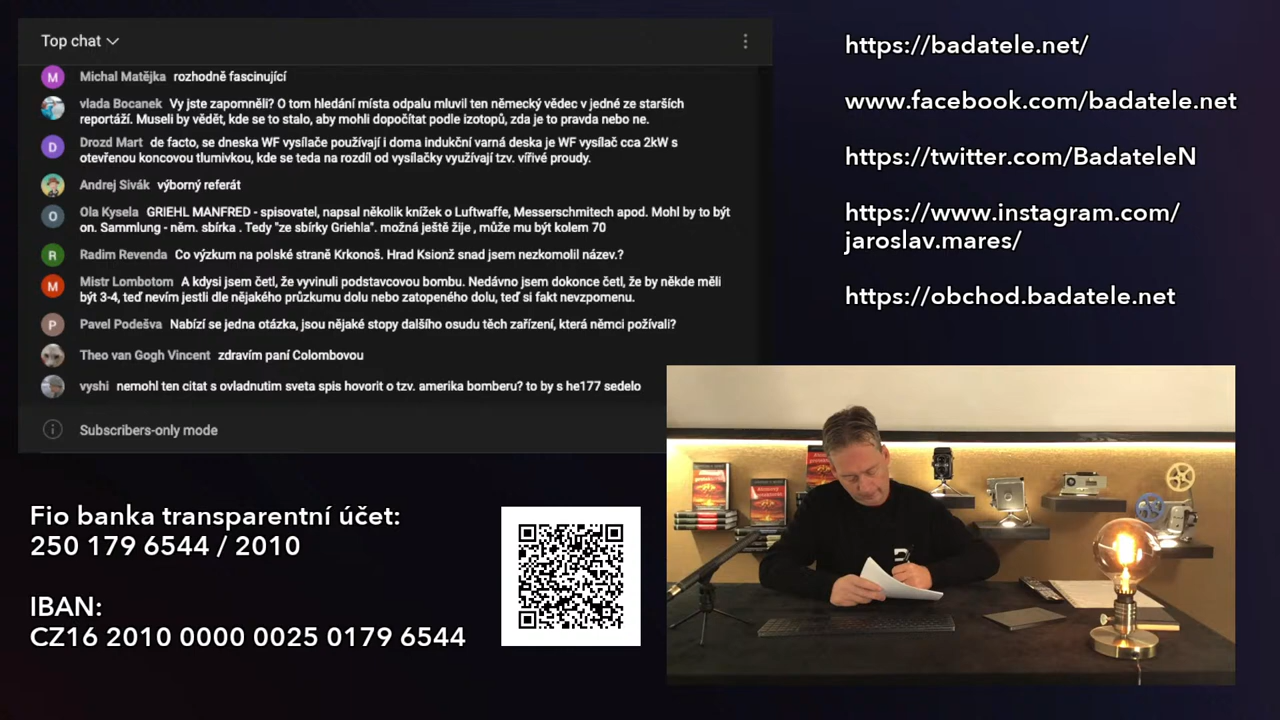 Top chat
M Michal Matějka rozhodně fascinující
vlada Bocanek Vy jste zapomněli? O tom hledání místa odpalu mluvil ten německý vědec v jedné ze starších
reportáží. Museli by vědět, kde se to stalo, aby mohli dopočítat podle izotopů, zda je to pravda nebo ne.
D Drozd Mart de facto, se dneska WF vysílače používají i doma indukční varná deska je WF vysílač cca 2kW s
otevřenou koncovou tlumivkou, kde se teda na rozdíl od vysílačky využívají tzv. vířivé proudy.
Andrej Sivák výborný referát
O Ola Kysela GRIEHL MANFRED - spisovatel, napsal několik knížek o Luftwaffe, Messerschmitech apod. Mohl by to být
on. Sammlung - něm. sbírka . Tedy "ze sbírky Griehla". možná ještě žije , může mu být kolem 70
R Radim Revenda Co výzkum na polské straně Krkonoš. Hrad Ksionż snad jsem nezkomolil název.?
M Mistr Lombotom A kdysi jsem četl, že vyvinuli podstavcovou bombu. Nedávno jsem dokonce četl, že by někde měli
být 3-4, teď nevím jestli dle nějakého průzkumu dolu nebo zatopeného dolu, teď si fakt nevzpomenu.
P Pavel Podešva Nabízí se jedna otázka, jsou nějaké stopy dalšího osudu těch zařízení, která němci požívali?
Theo van Gogh Vincent zdravím paní Colombovou
vyshi nemohl ten citat s ovladnutim sveta spis hovorit o tzv. amerika bomberu? to by s he177 sedelo
Subscribers-only mode
https://badatele.net/
www.facebook.com/badatele.net
https://twitter.com/BadateleN
https://www.instagram.com/
jaroslav.mares/
https://obchod.badatele.net
Fio banka transparentní účet:
250 179 6544 / 2010
IBAN:
CZ16 2010 0000 0025 0179 6544